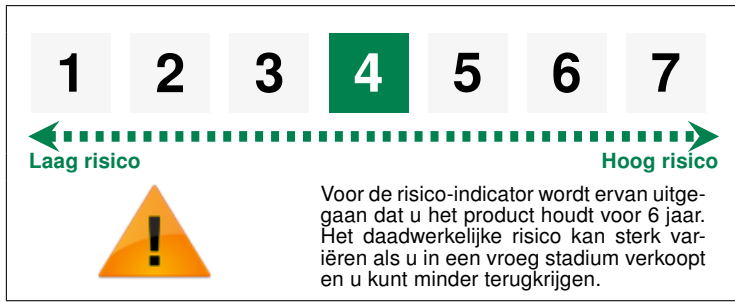 1 2 3 4 5 6 7
Laag risico Hoog risico
!
Voor de risico-indicator wordt ervan uitge-
gaan dat u het product houdt voor 6 jaar.
Het daadwerkelijke risico kan sterk var-
iëren als u in een vroeg stadium verkoopt
en u kunt minder terugkrijgen.